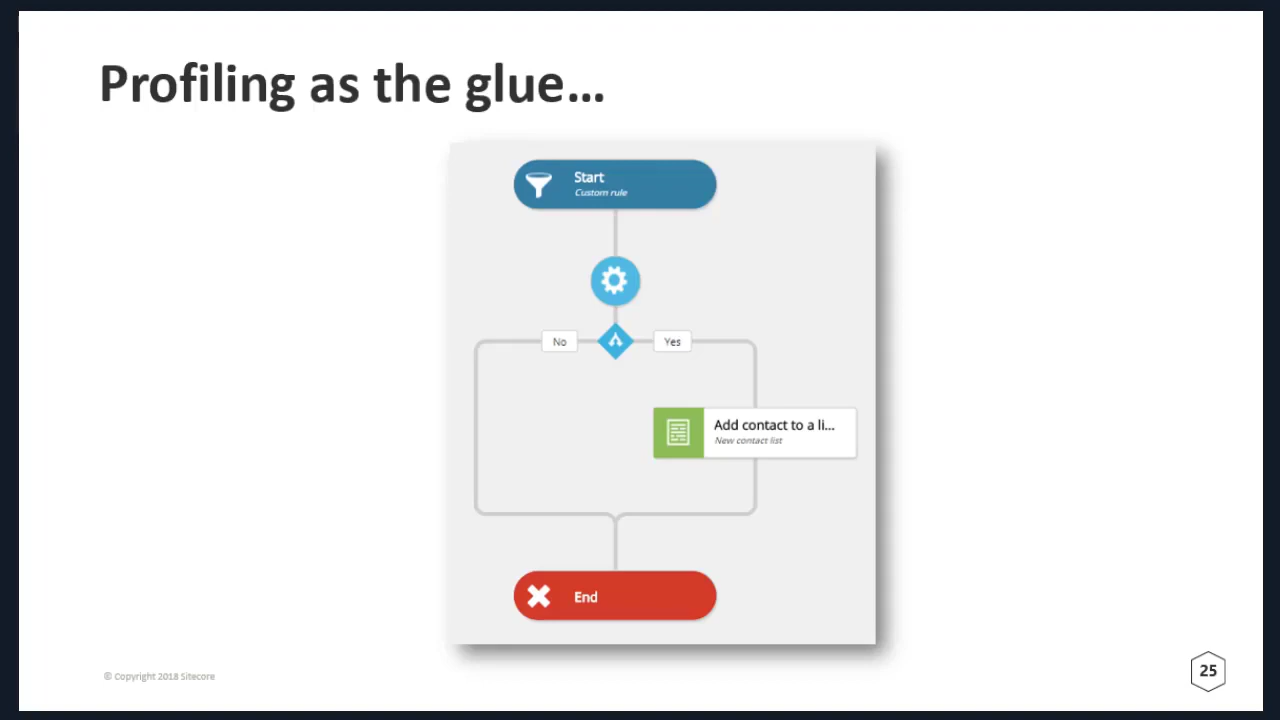 Profiling as the glue…
Start
Custom rule
No
Yes
Add contact to a li...
New contact list
End
© Copyright 2018 Sitecore
25